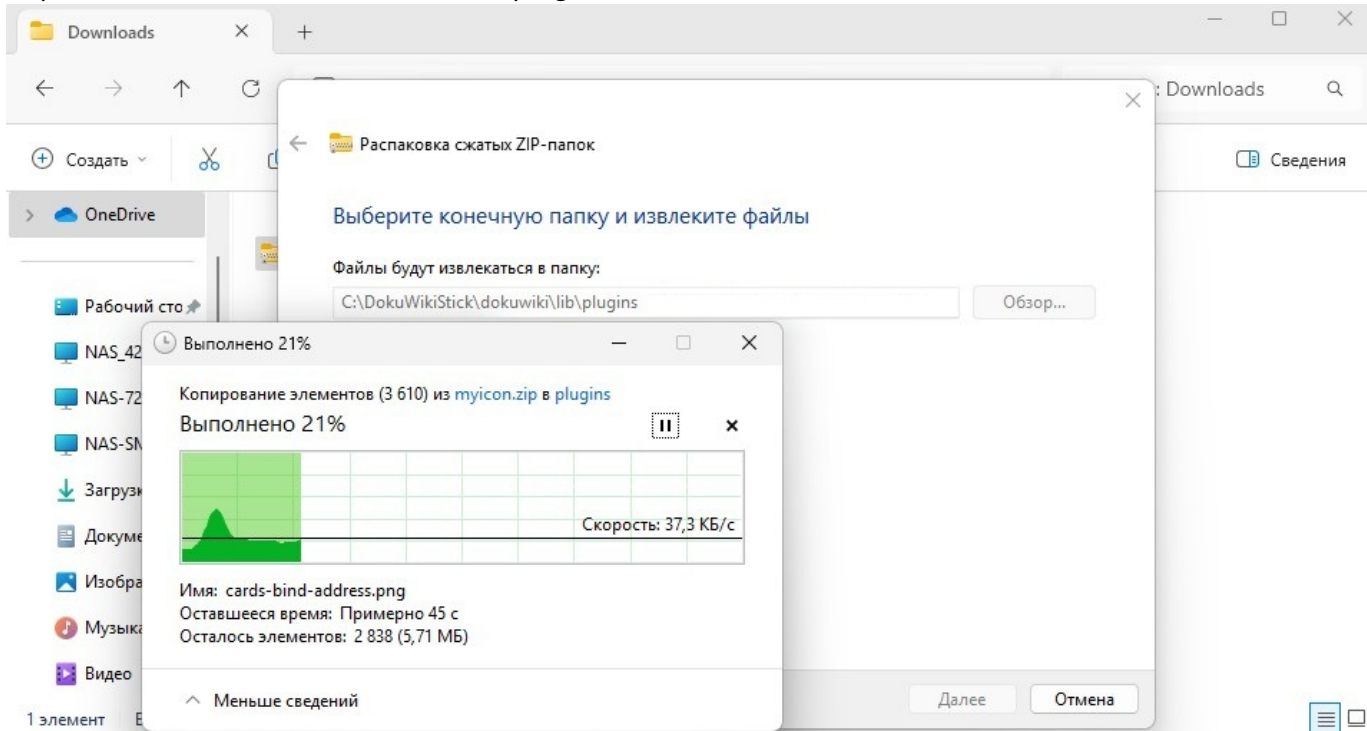 Downloads
: Downloads
Создать
Сведения
OneDrive
Рабочий сто
NAS_42
NAS-72
NAS-SM
Загрузк
Докуме
Изобра
Музыка
Видео
1 элемент
Распаковка сжатых ZIP-папок
Выберите конечную папку и извлеките файлы
Файлы будут извлекаться в папку:
C:\DokuWikiStick\dokuwiki\lib\plugins
Обзор...
Выполнено 21%
Копирование элементов (3 610) из myicon.zip в plugins
Выполнено 21%
Скорость: 37,3 КБ/с
Имя: cards-bind-address.png
Оставшееся время: Примерно 45 с
Осталось элементов: 2 838 (5,71 МБ)
Меньше сведений
Далее
Отмена